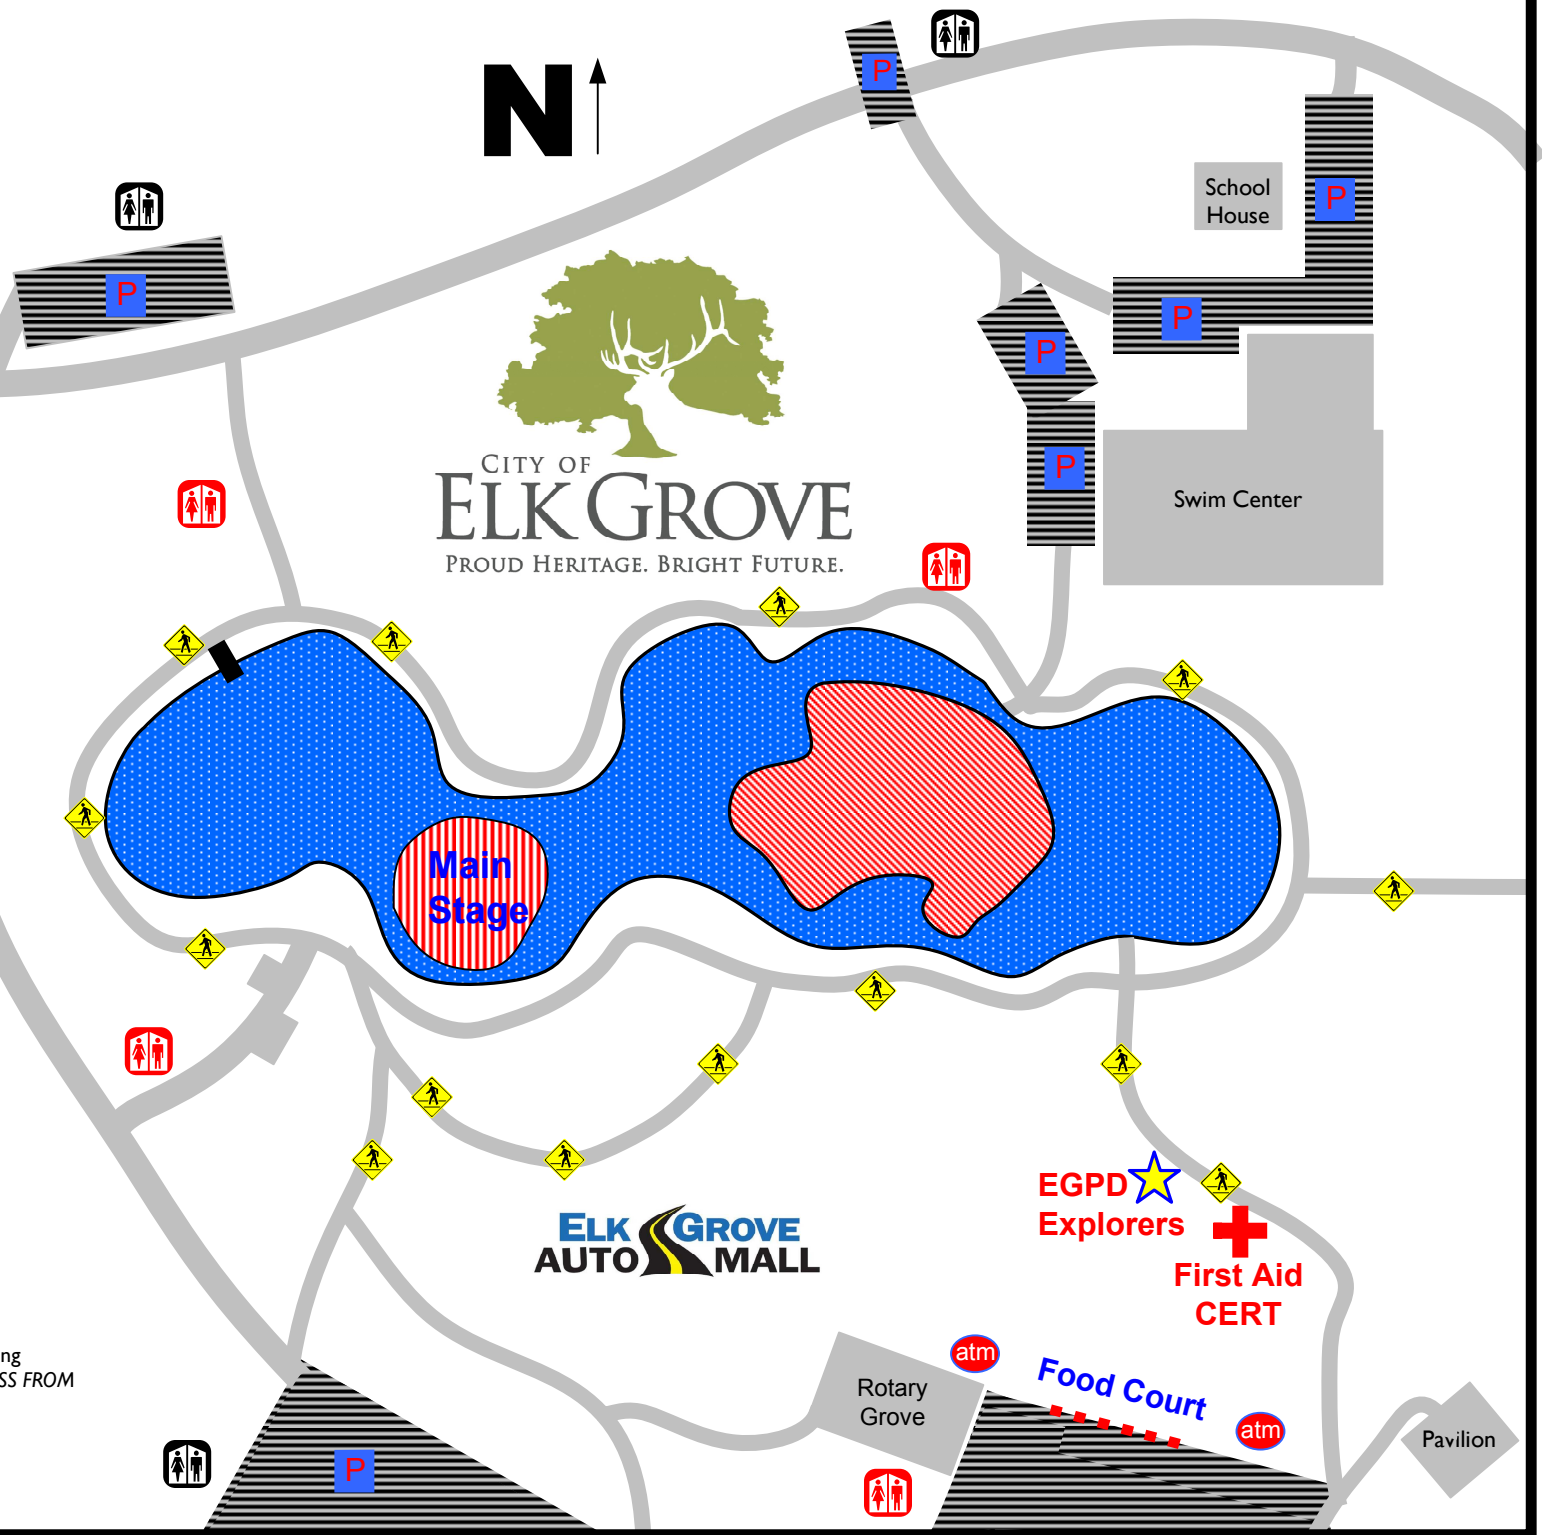 P
N
School
House
P
P
P
P
CITY OF
ELK GROVE
PROUD HERITAGE. BRIGHT FUTURE.
P
Swim Center
Main
Stage
EGPD
Explorers
First Aid
CERT
ELK GROVE
AUTO MALL
ng
SS FROM
atm
Food Court
Rotary
Grove
atm
Pavilion
P